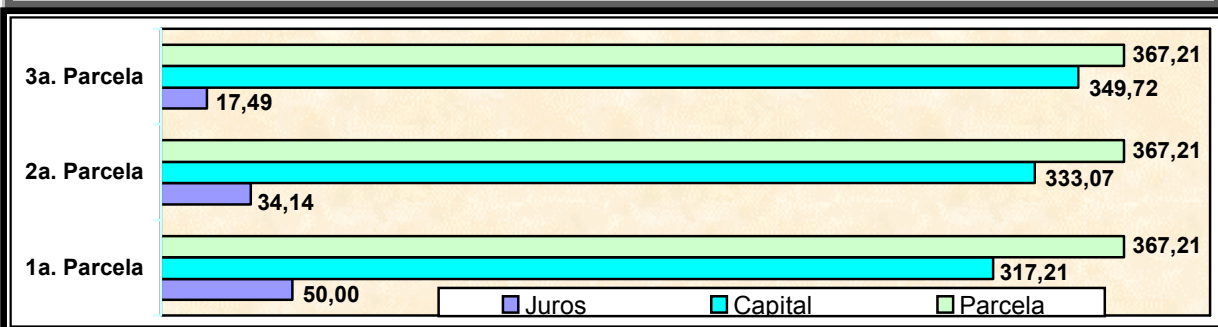 367,21
3a. Parcela
349,72
17,49
367,21
2a. Parcela
333,07
34,14
367,21
1a. Parcela
317,21
50,00
Juros Capital Parcela